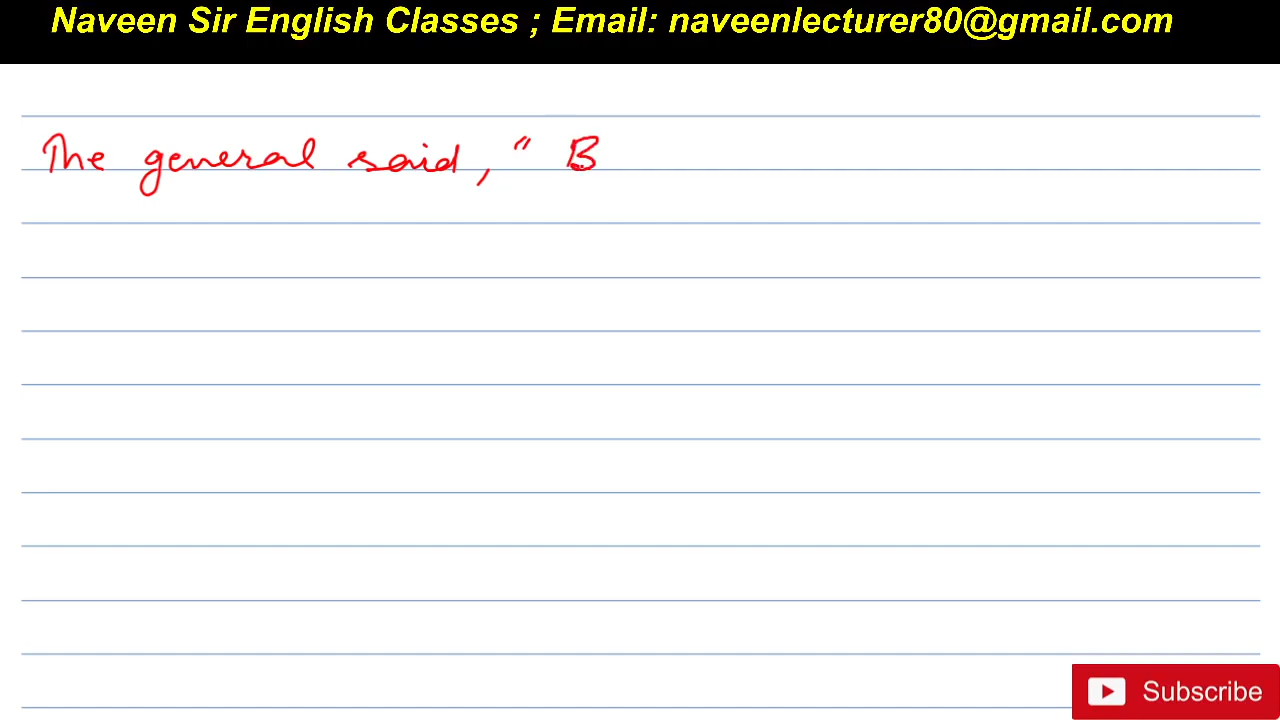 Naveen Sir English Classes ; Email: naveenlecturer80@gmail.com
The general said, " B
Subscribe